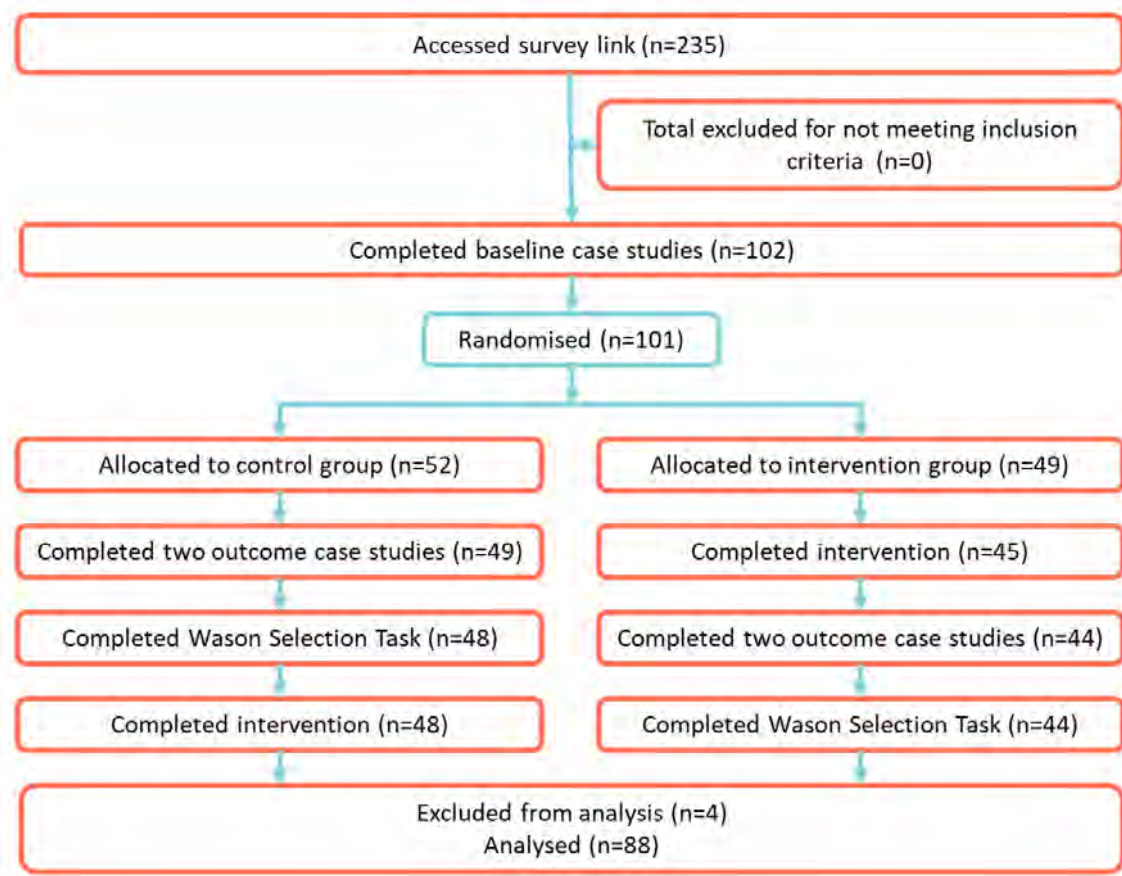 Accessed survey link (n=235)
Total excluded for not meeting inclusion
criteria (n=0)
Completed baseline case studies (n=102)
Randomised (n=101)
Allocated to control group (n=52)
Allocated to intervention group (n=49)
Completed two outcome case studies (n=49)
Completed intervention (n=45)
Completed Wason Selection Task (n=48)
Completed two outcome case studies (n=44)
Completed intervention (n=48)
Completed Wason Selection Task (n=44)
Excluded from analysis (n=4)
Analysed (n=88)